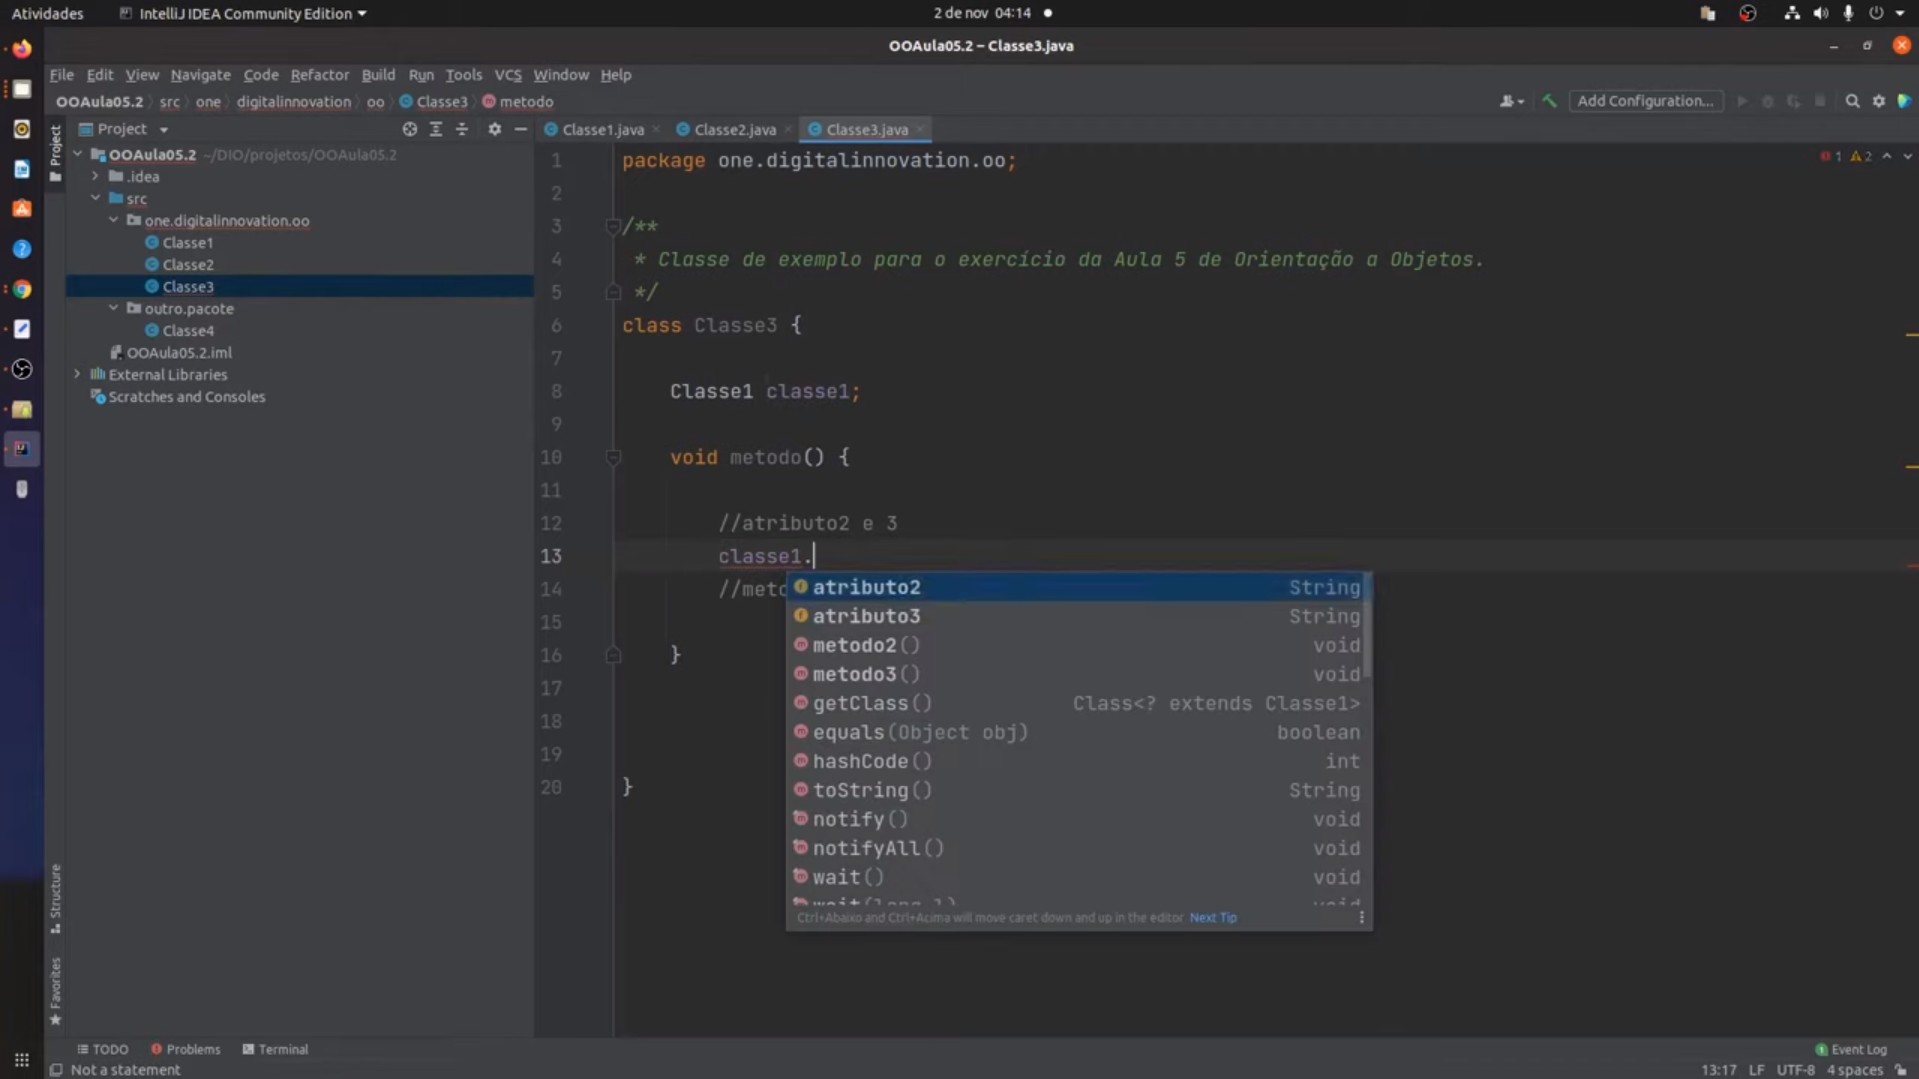 Atividades IntelliJ IDEA Community Edition 2 de nov 04:14
OOAula05.2 – Classe3.java
File Edit View Navigate Code Refactor Build Run Tools VCS Window Help
OOAula05.2 src one digitalinnovation oo Classe3 metodo Add Configuration...
Project
Classe1.java Classe2.java Classe3.java
Project
OOAula05.2 ~/DIO/projetos/OOAula05.2
.idea
src
one.digitalinnovation.oo
Classe1
Classe2
Classe3
outro.pacote
Classe4
OOAula05.2.iml
External Libraries
Scratches and Consoles
1 package one.digitalinnovation.oo;
2
3 /**
4 * Classe de exemplo para o exercício da Aula 5 de Orientação a Objetos.
5 */
6 class Classe3 {
7
8 Classe1 classe1;
9
10 void metodo() {
11
12 //atributo2 e 3
13 classe1.
14 //meto
15
16 }
17
18
19
20 }
1 2
atributo2 String
atributo3 String
metodo2() void
metodo3() void
getClass() Class<? extends Classe1>
equals(Object obj) boolean
hashCode() int
toString() String
notify() void
notifyAll() void
wait() void
wait(long l) void
Ctrl+Abaixo and Ctrl+Acima will move caret down and up in the editor Next Tip
Structure
Favorites
TODO Problems Terminal 1 Event Log
Not a statement 13:17 LF UTF-8 4 spaces